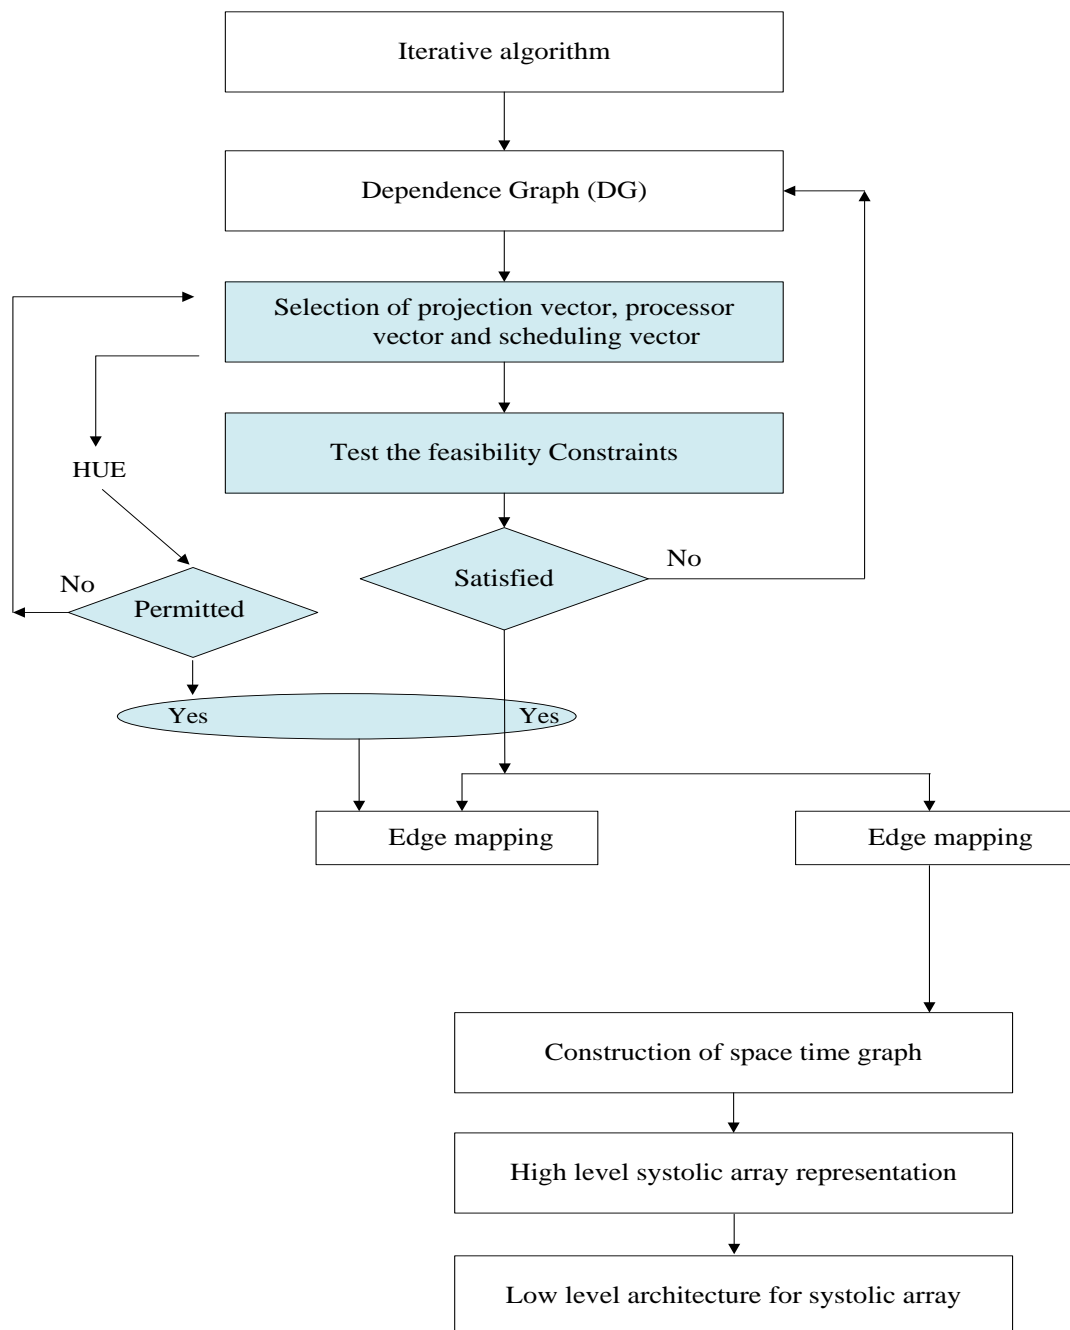 Iterative algorithm
Dependence Graph (DG)
Selection of projection vector, processor
vector and scheduling vector
Test the feasibility Constraints
HUE
No
Satisfied
No
Permitted
Yes
Yes
Edge mapping
Edge mapping
Construction of space time graph
High level systolic array representation
Low level architecture for systolic array